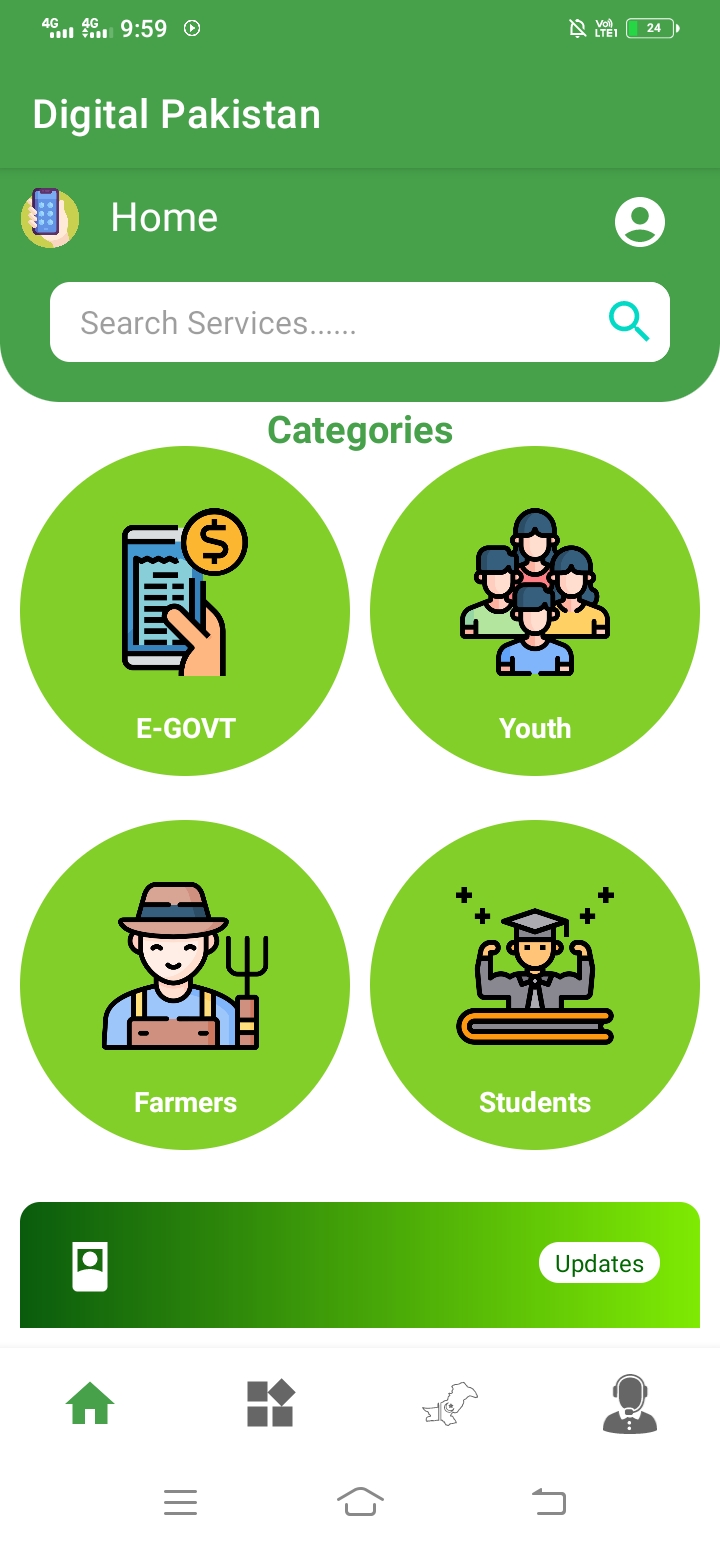 4G 4G 9:59 Vo) LTE1 24
Digital Pakistan
Home
Search Services......
Categories
$
E-GOVT Youth
Farmers Students
Updates